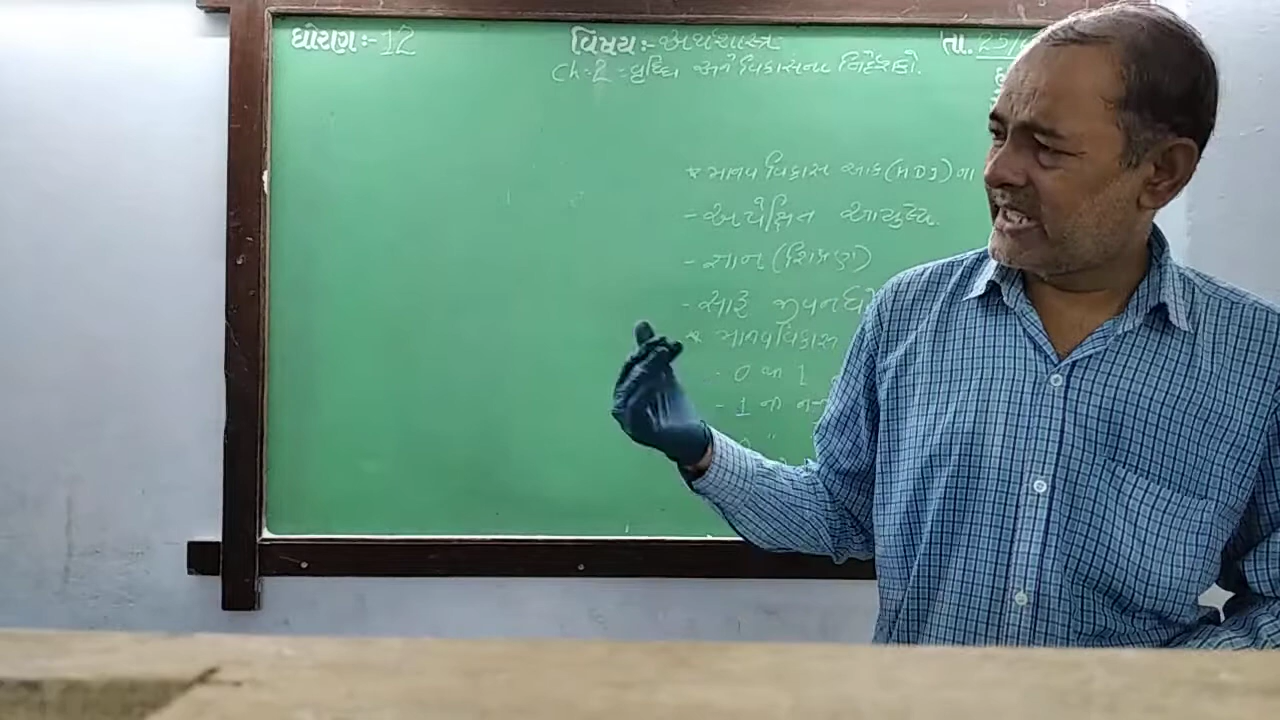 ધોરણ:- 12
વિષય:- અર્થશાસ્ત્ર
તા. 25/
Ch:-2 = વૃદ્ધિ અને વિકાસના નિર્દેશકો.
* માનવ વિકાસ આંક (HDI) ના
- અપેક્ષિત આયુષ્ય.
- જ્ઞાન (શિક્ષણ)
- સારૂ જીવનધો
* માનવવિકાસ
- 0 થી 1
- 1 ની નજ